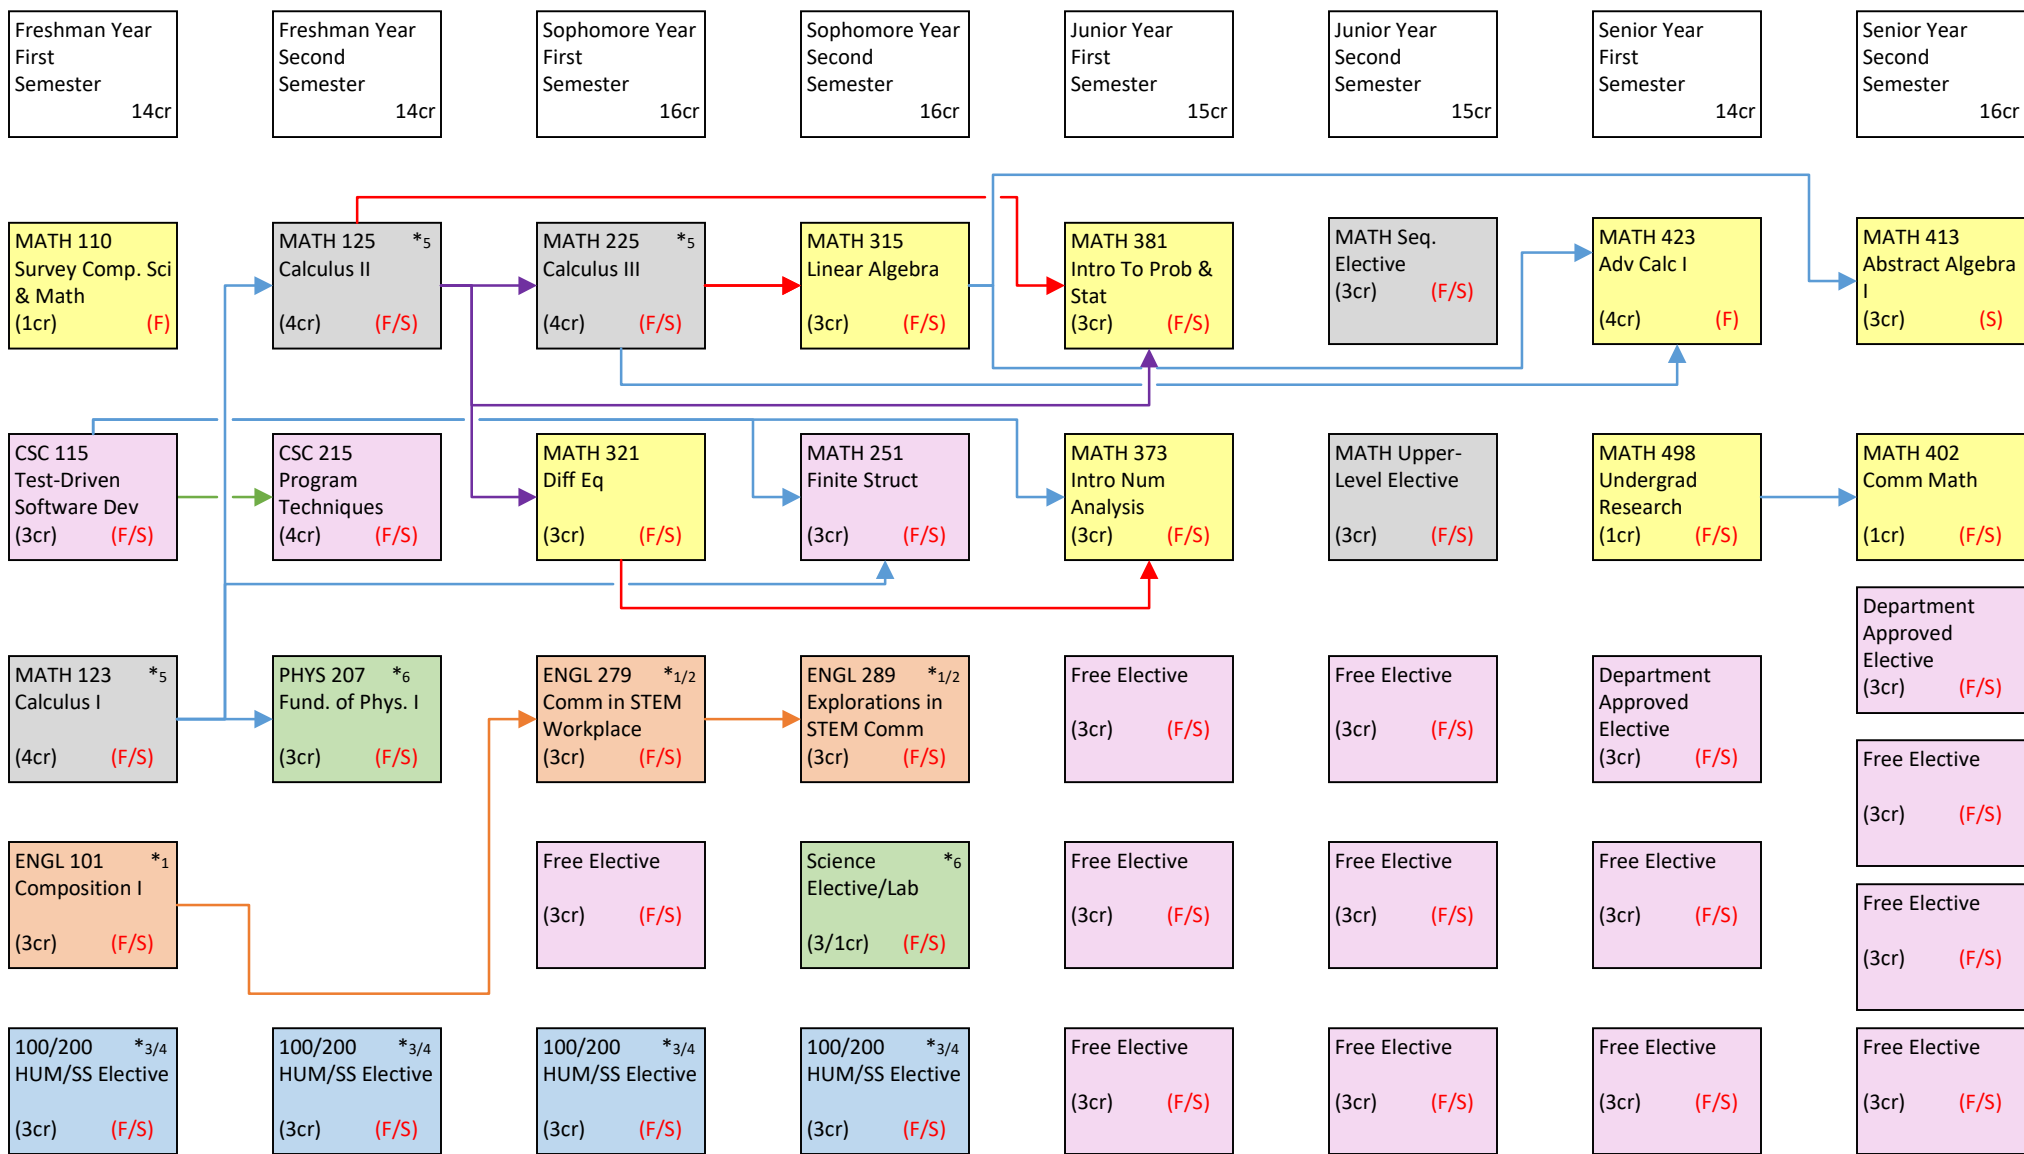 Freshman Year
First
Semester
14cr
Freshman Year
Second
Semester
14cr
Sophomore Year
First
Semester
16cr
Sophomore Year
Second
Semester
16cr
Junior Year
First
Semester
15cr
Junior Year
Second
Semester
15cr
Senior Year
First
Semester
14cr
Senior Year
Second
Semester
16cr
MATH 110
Survey Comp. Sci
& Math
(1cr) (F)
MATH 125 *5
Calculus II
(4cr) (F/S)
MATH 225 *5
Calculus III
(4cr) (F/S)
MATH 315
Linear Algebra
(3cr) (F/S)
MATH 381
Intro To Prob &
Stat
(3cr) (F/S)
MATH Seq.
Elective
(3cr) (F/S)
MATH 423
Adv Calc I
(4cr) (F)
MATH 413
Abstract Algebra
I
(3cr) (S)
CSC 115
Test-Driven
Software Dev
(3cr) (F/S)
CSC 215
Program
Techniques
(4cr) (F/S)
MATH 321
Diff Eq
(3cr) (F/S)
MATH 251
Finite Struct
(3cr) (F/S)
MATH 373
Intro Num
Analysis
(3cr) (F/S)
MATH Upper-
Level Elective
(3cr) (F/S)
MATH 498
Undergrad
Research
(1cr) (F/S)
MATH 402
Comm Math
(1cr) (F/S)
MATH 123 *5
Calculus I
(4cr) (F/S)
PHYS 207 *6
Fund. of Phys. I
(3cr) (F/S)
ENGL 279 *1/2
Comm in STEM
Workplace
(3cr) (F/S)
ENGL 289 *1/2
Explorations in
STEM Comm
(3cr) (F/S)
Free Elective
(3cr) (F/S)
Free Elective
(3cr) (F/S)
Department
Approved
Elective
(3cr) (F/S)
Department
Approved
Elective
(3cr) (F/S)
Free Elective
(3cr) (F/S)
ENGL 101 *1
Composition I
(3cr) (F/S)
Free Elective
(3cr) (F/S)
Science *6
Elective/Lab
(3/1cr) (F/S)
Free Elective
(3cr) (F/S)
Free Elective
(3cr) (F/S)
Free Elective
(3cr) (F/S)
Free Elective
(3cr) (F/S)
100/200 *3/4
HUM/SS Elective
(3cr) (F/S)
100/200 *3/4
HUM/SS Elective
(3cr) (F/S)
100/200 *3/4
HUM/SS Elective
(3cr) (F/S)
100/200 *3/4
HUM/SS Elective
(3cr) (F/S)
Free Elective
(3cr) (F/S)
Free Elective
(3cr) (F/S)
Free Elective
(3cr) (F/S)
Free Elective
(3cr) (F/S)